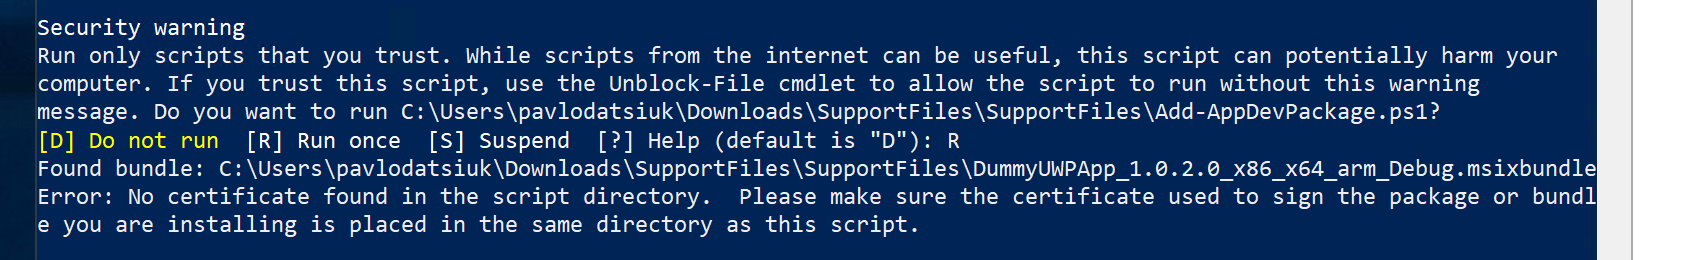 Security warning
Run only scripts that you trust. While scripts from the internet can be useful, this script can potentially harm your
computer. If you trust this script, use the Unblock-File cmdlet to allow the script to run without this warning
message. Do you want to run C:\Users\pavlodatsiuk\Downloads\SupportFiles\SupportFiles\Add-AppDevPackage.ps1?
[D] Do not run  [R] Run once  [S] Suspend  [?] Help (default is "D"): R
Found bundle: C:\Users\pavlodatsiuk\Downloads\SupportFiles\SupportFiles\DummyUWPApp_1.0.2.0_x86_x64_arm_Debug.msixbundle
Error: No certificate found in the script directory.  Please make sure the certificate used to sign the package or bundl
e you are installing is placed in the same directory as this script.